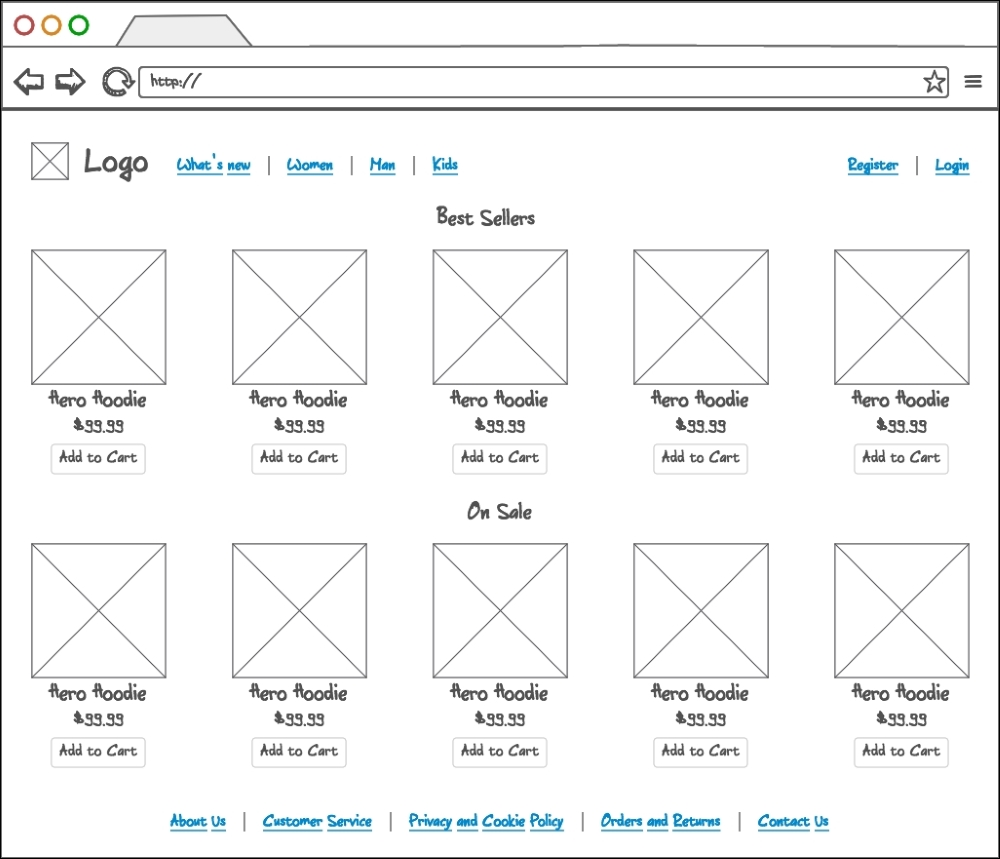 http://
Logo What's new | Women | Man | Kids Register | Login
Best Sellers
Hero Hoodie Hero Hoodie Hero Hoodie Hero Hoodie Hero Hoodie
$99.99 $99.99 $99.99 $99.99 $99.99
Add to Cart Add to Cart Add to Cart Add to Cart Add to Cart
On Sale
Hero Hoodie Hero Hoodie Hero Hoodie Hero Hoodie Hero Hoodie
$99.99 $99.99 $99.99 $99.99 $99.99
Add to Cart Add to Cart Add to Cart Add to Cart Add to Cart
About Us | Customer Service | Privacy and Cookie Policy | Orders and Returns | Contact Us